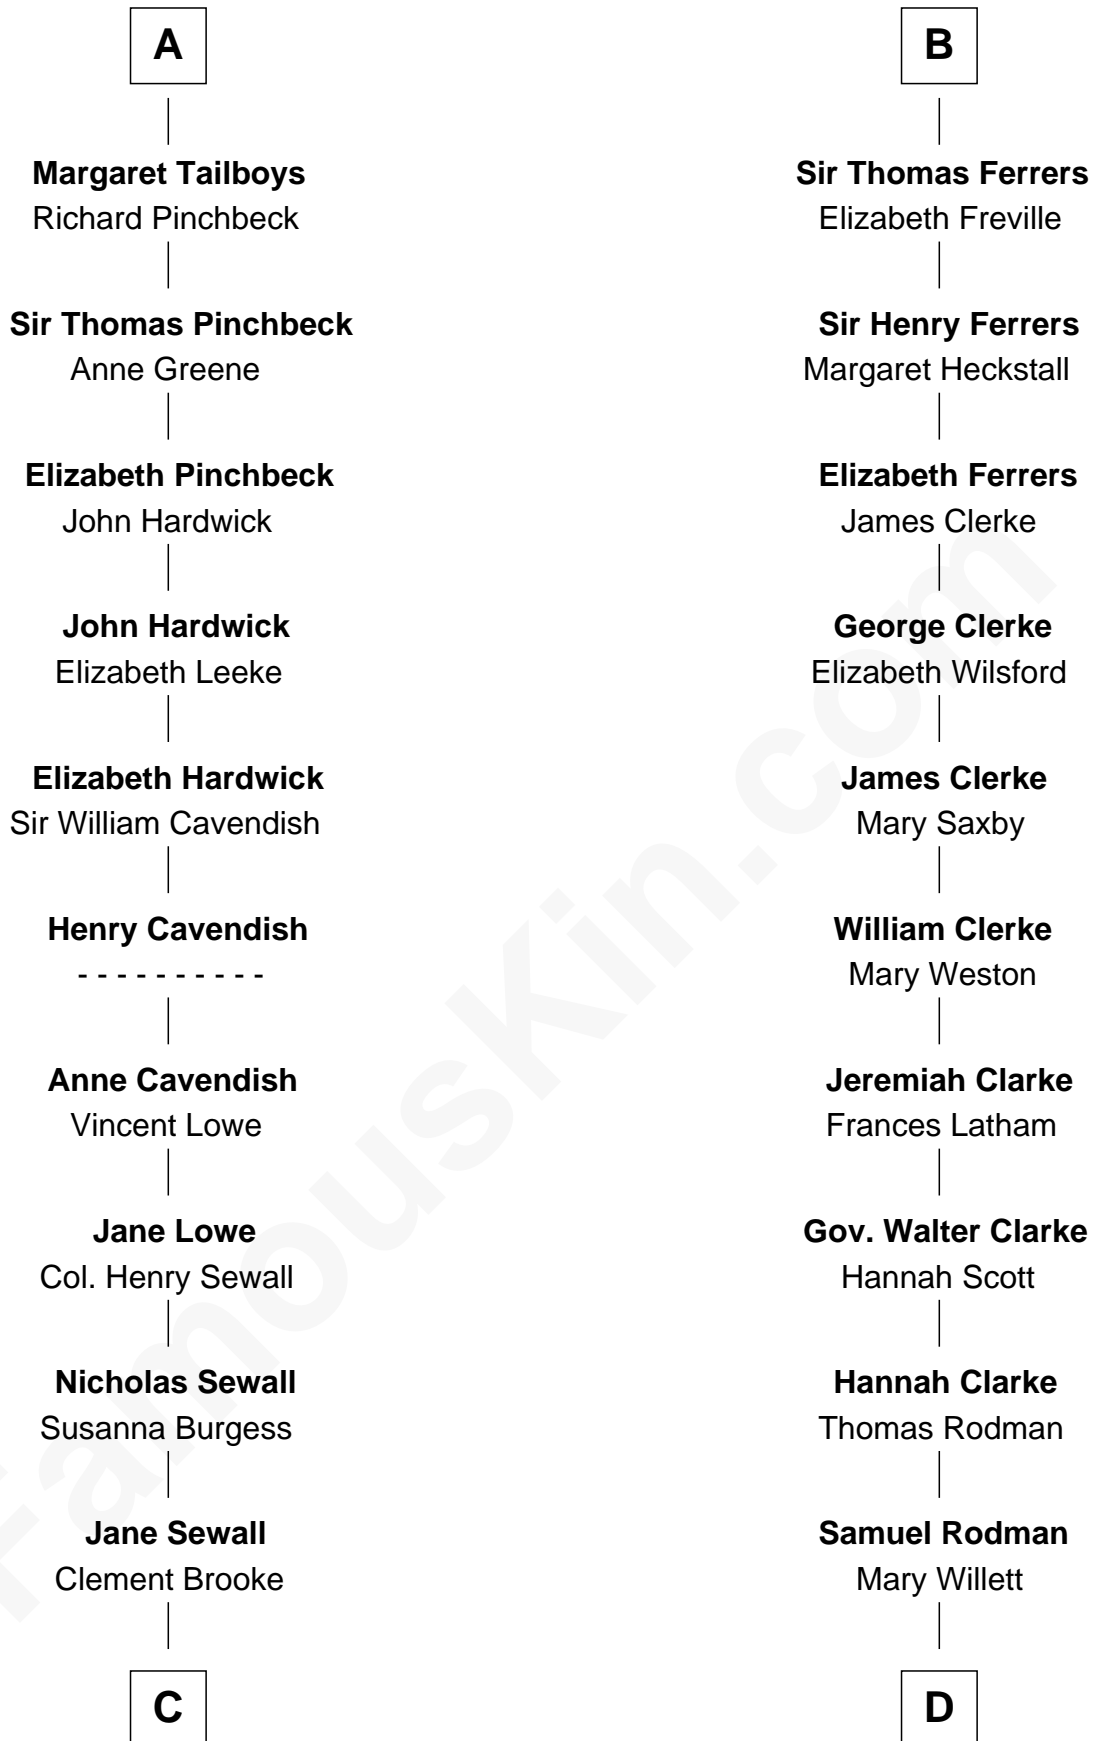 A
Margaret Tailboys
Richard Pinchbeck
Sir Thomas Pinchbeck
Anne Greene
Elizabeth Pinchbeck
John Hardwick
John Hardwick
Elizabeth Leeke
Elizabeth Hardwick
Sir William Cavendish
Henry Cavendish
- - - - - - - - - -
Anne Cavendish
Vincent Lowe
Jane Lowe
Col. Henry Sewall
Nicholas Sewall
Susanna Burgess
Jane Sewall
Clement Brooke
C
B
Sir Thomas Ferrers
Elizabeth Freville
Sir Henry Ferrers
Margaret Heckstall
Elizabeth Ferrers
James Clerke
George Clerke
Elizabeth Wilsford
James Clerke
Mary Saxby
William Clerke
Mary Weston
Jeremiah Clarke
Frances Latham
Gov. Walter Clarke
Hannah Scott
Hannah Clarke
Thomas Rodman
Samuel Rodman
Mary Willett
D
FamousKin.com